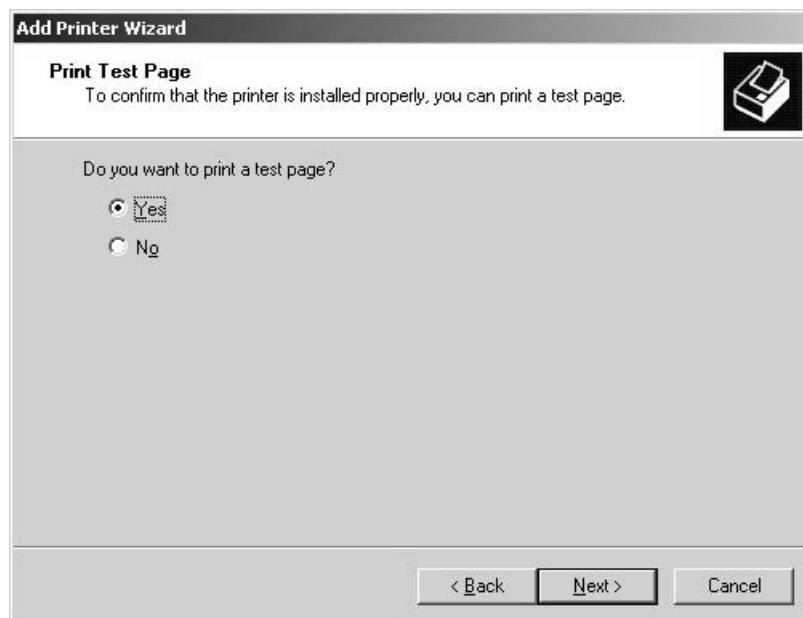 Add Printer Wizard
Print Test Page
To confirm that the printer is installed properly, you can print a test page.
Do you want to print a test page?
Yes
No
< Back Next > Cancel